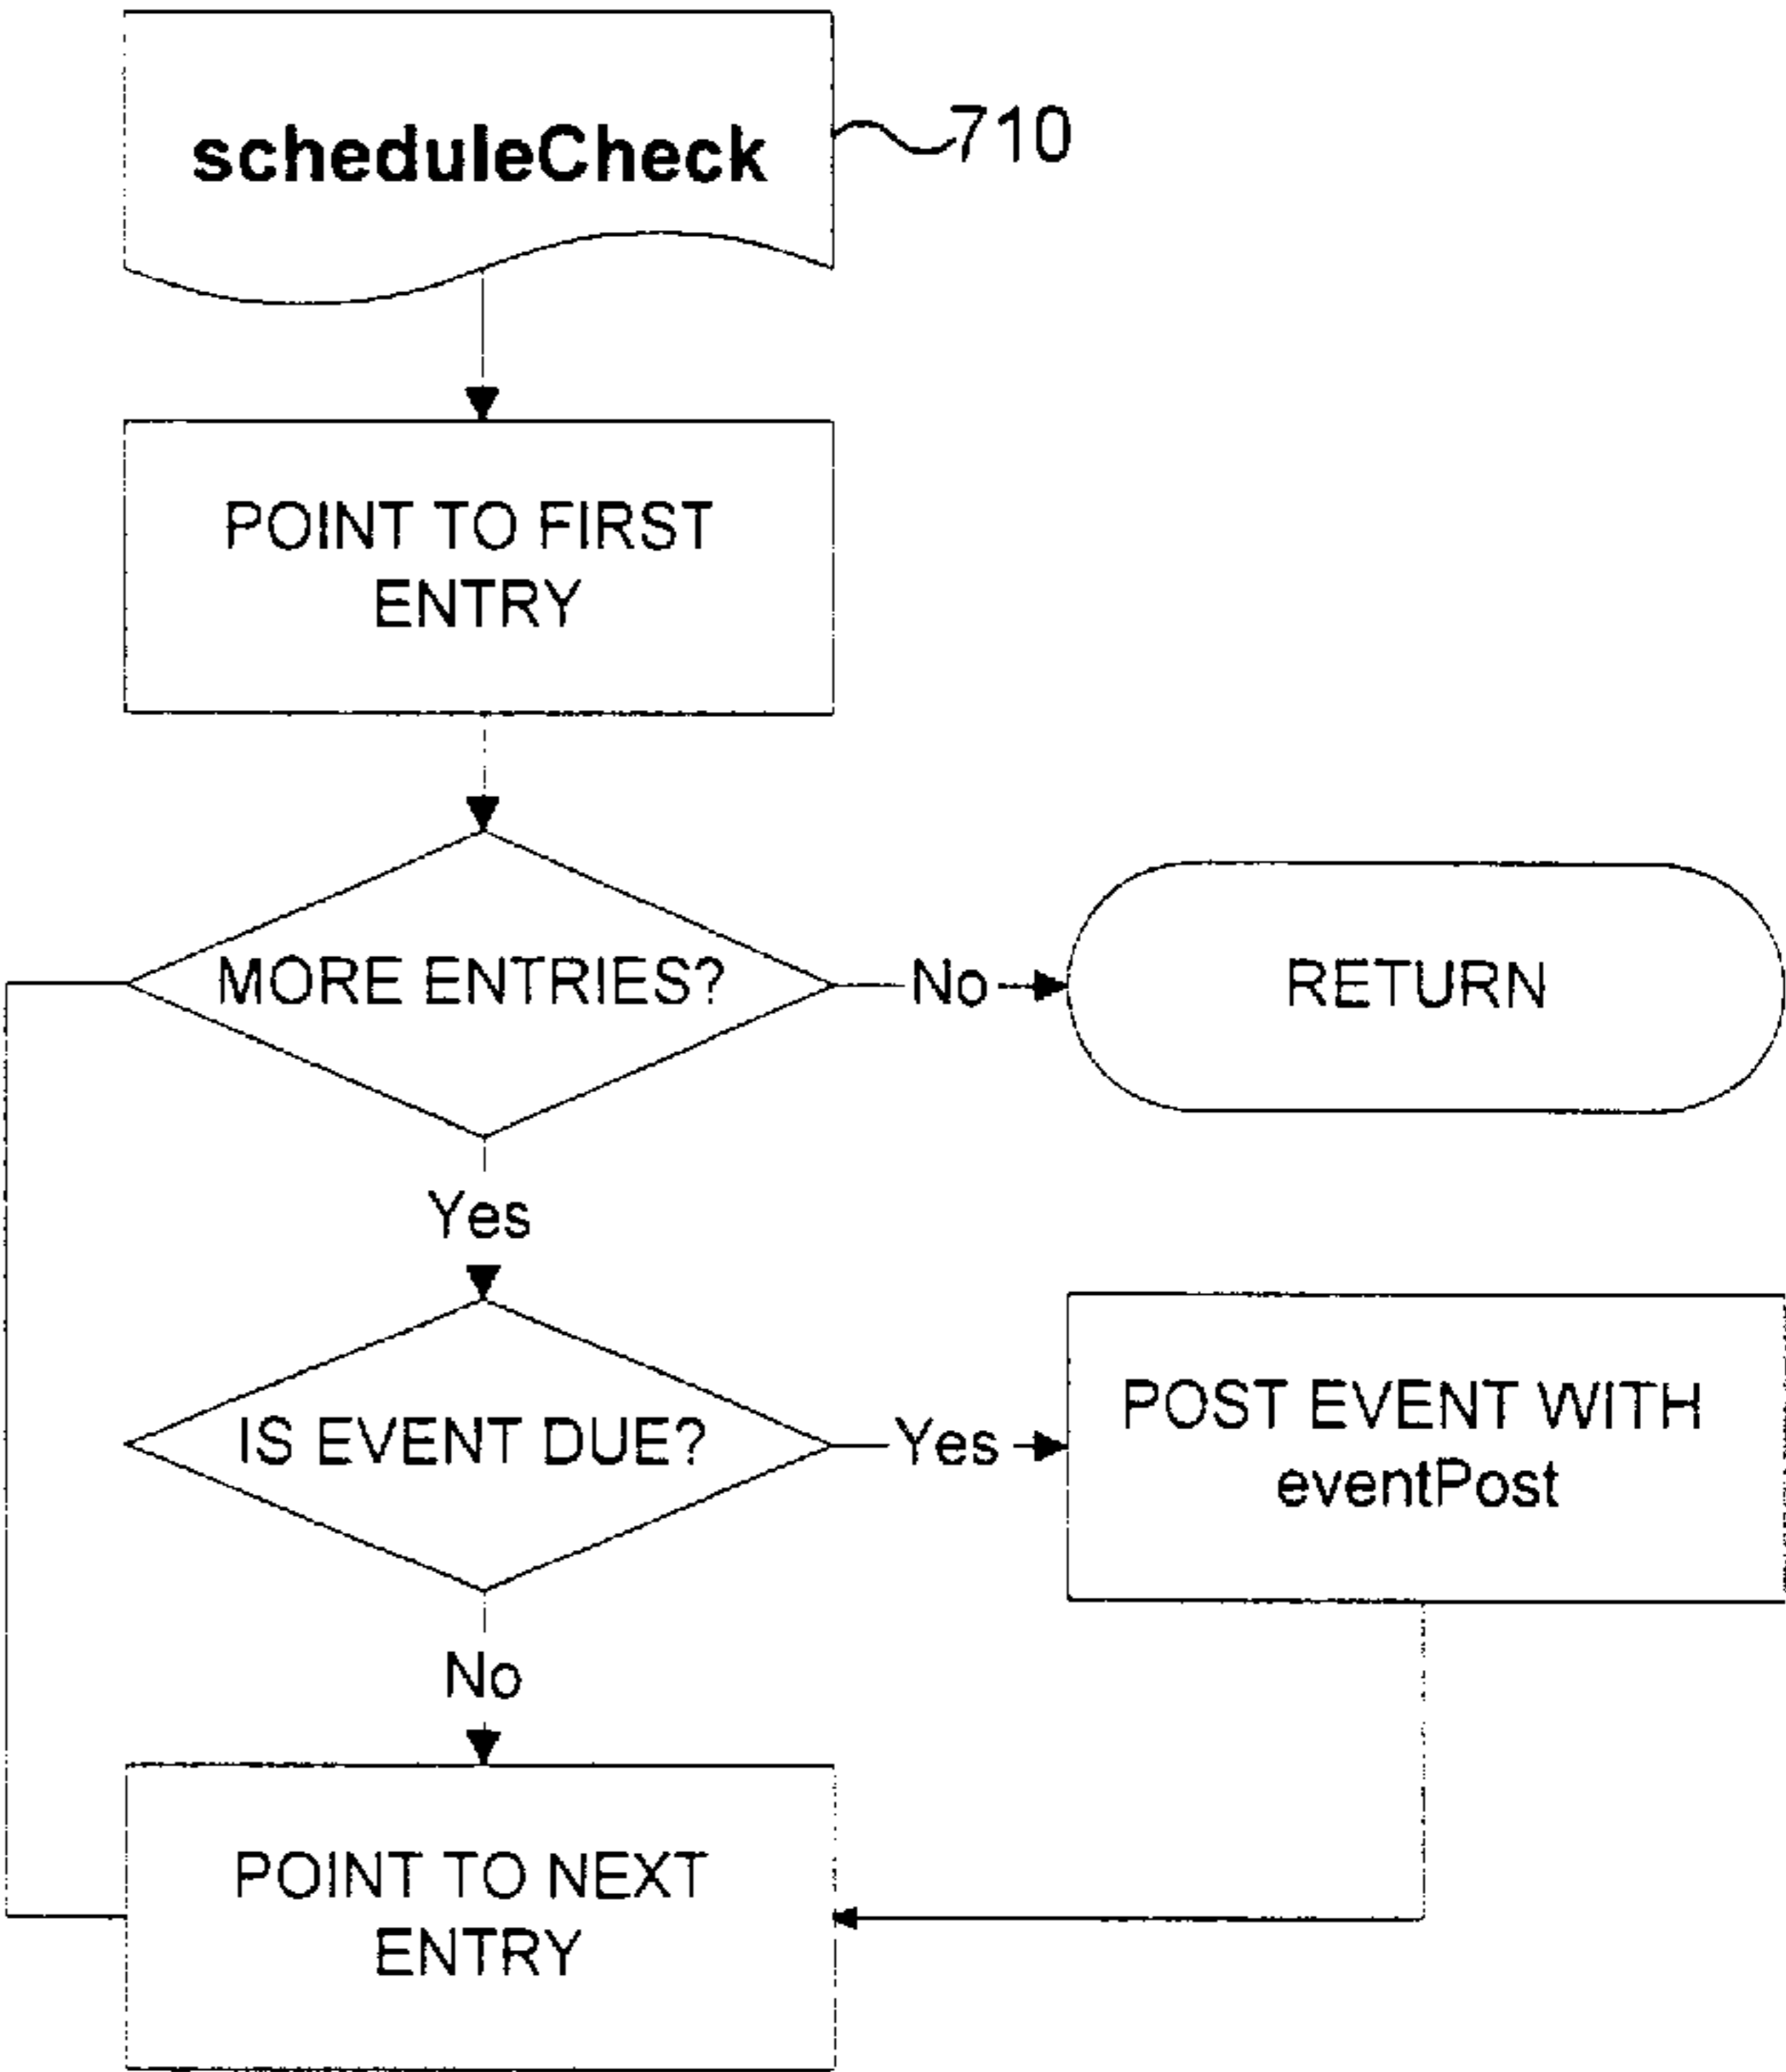 scheduleCheck
710
POINT TO FIRST
ENTRY
MORE ENTRIES?
No
RETURN
Yes
IS EVENT DUE?
Yes
POST EVENT WITH
eventPost
No
POINT TO NEXT
ENTRY